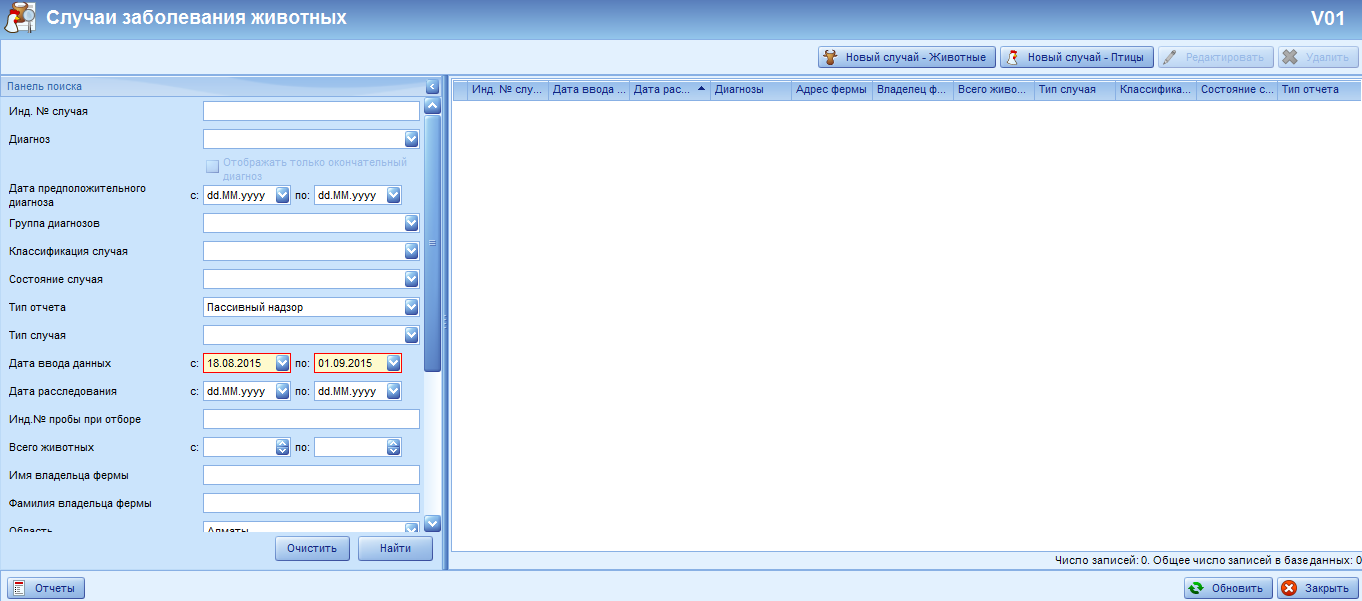 Случаи заболевания животных
V01
Новый случай - Животные
Новый случай - Птицы
Редактировать
Удалить
Панель поиска
Инд. № случая
Диагноз
Отображать только окончательный
диагноз
Дата предположительного
диагноза
с: dd.MM.yyyy по: dd.MM.yyyy
Группа диагнозов
Классификация случая
Состояние случая
Тип отчета Пассивный надзор
Тип случая
Дата ввода данных с: 18.08.2015 по: 01.09.2015
Дата расследования с: dd.MM.yyyy по: dd.MM.yyyy
Инд.№ пробы при отборе
Всего животных с: по:
Имя владельца фермы
Фамилия владельца фермы
Область Алматы
Очистить Найти
Инд. № слу... Дата ввода ... Дата рас... Диагнозы Адрес фермы Владелец ф... Всего живо... Тип случая Классифика... Состояние с... Тип отчета
Число записей: 0. Общее число записей в базе данных: 0
Отчеты
Обновить
Закрыть